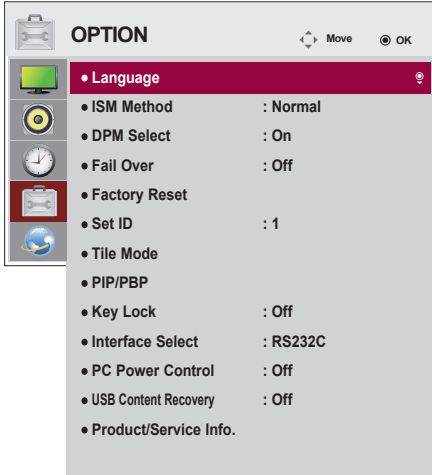 OPTION Move OK
● Language
● ISM Method : Normal
● DPM Select : On
● Fail Over : Off
● Factory Reset
● Set ID : 1
● Tile Mode
● PIP/PBP
● Key Lock : Off
● Interface Select : RS232C
● PC Power Control : Off
● USB Content Recovery : Off
● Product/Service Info.